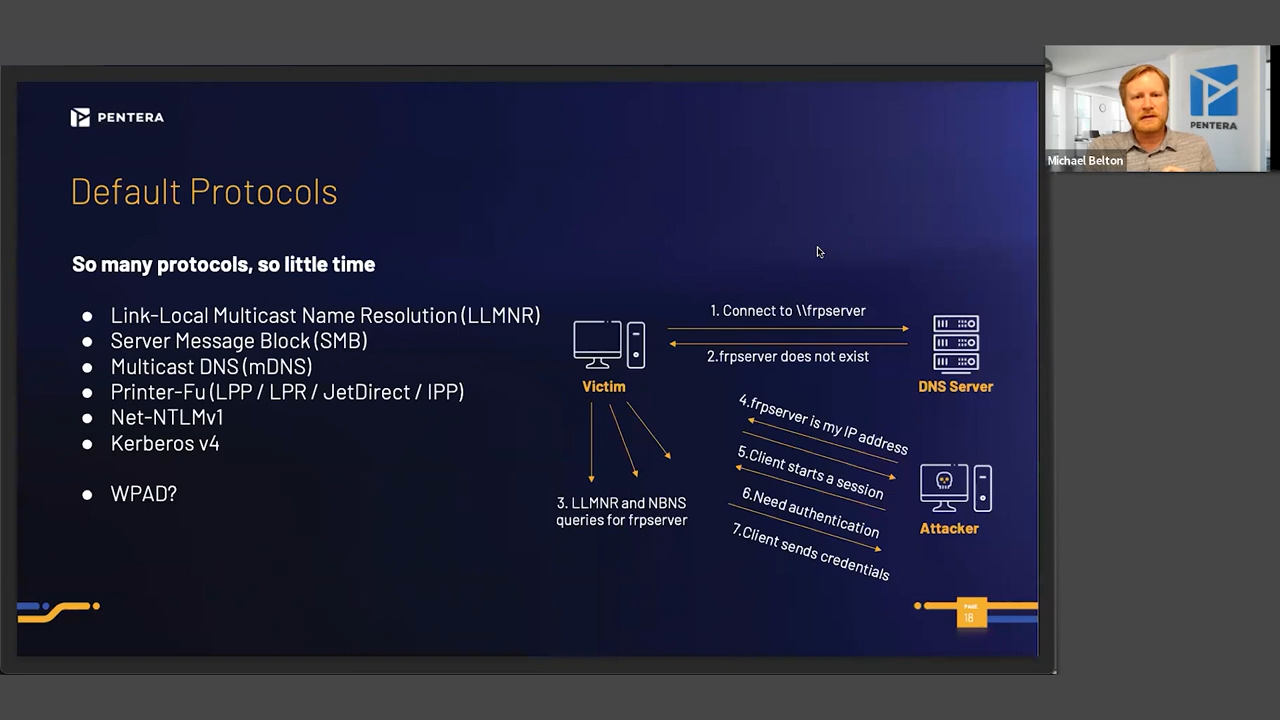 PENTERA
Default Protocols
So many protocols, so little time
● Link-Local Multicast Name Resolution (LLMNR)
● Server Message Block (SMB)
● Multicast DNS (mDNS)
● Printer-Fu (LPP / LPR / JetDirect / IPP)
● Net-NTLMv1
● Kerberos v4
● WPAD?
1. Connect to \\frpserver
2.frpserver does not exist
Victim
DNS Server
3. LLMNR and NBNS
queries for frpserver
4.frpserver is my IP address
5.Client starts a session
6.Need authentication
7.Client sends credentials
Attacker
PAGE
18
PENTERA
Michael Belton